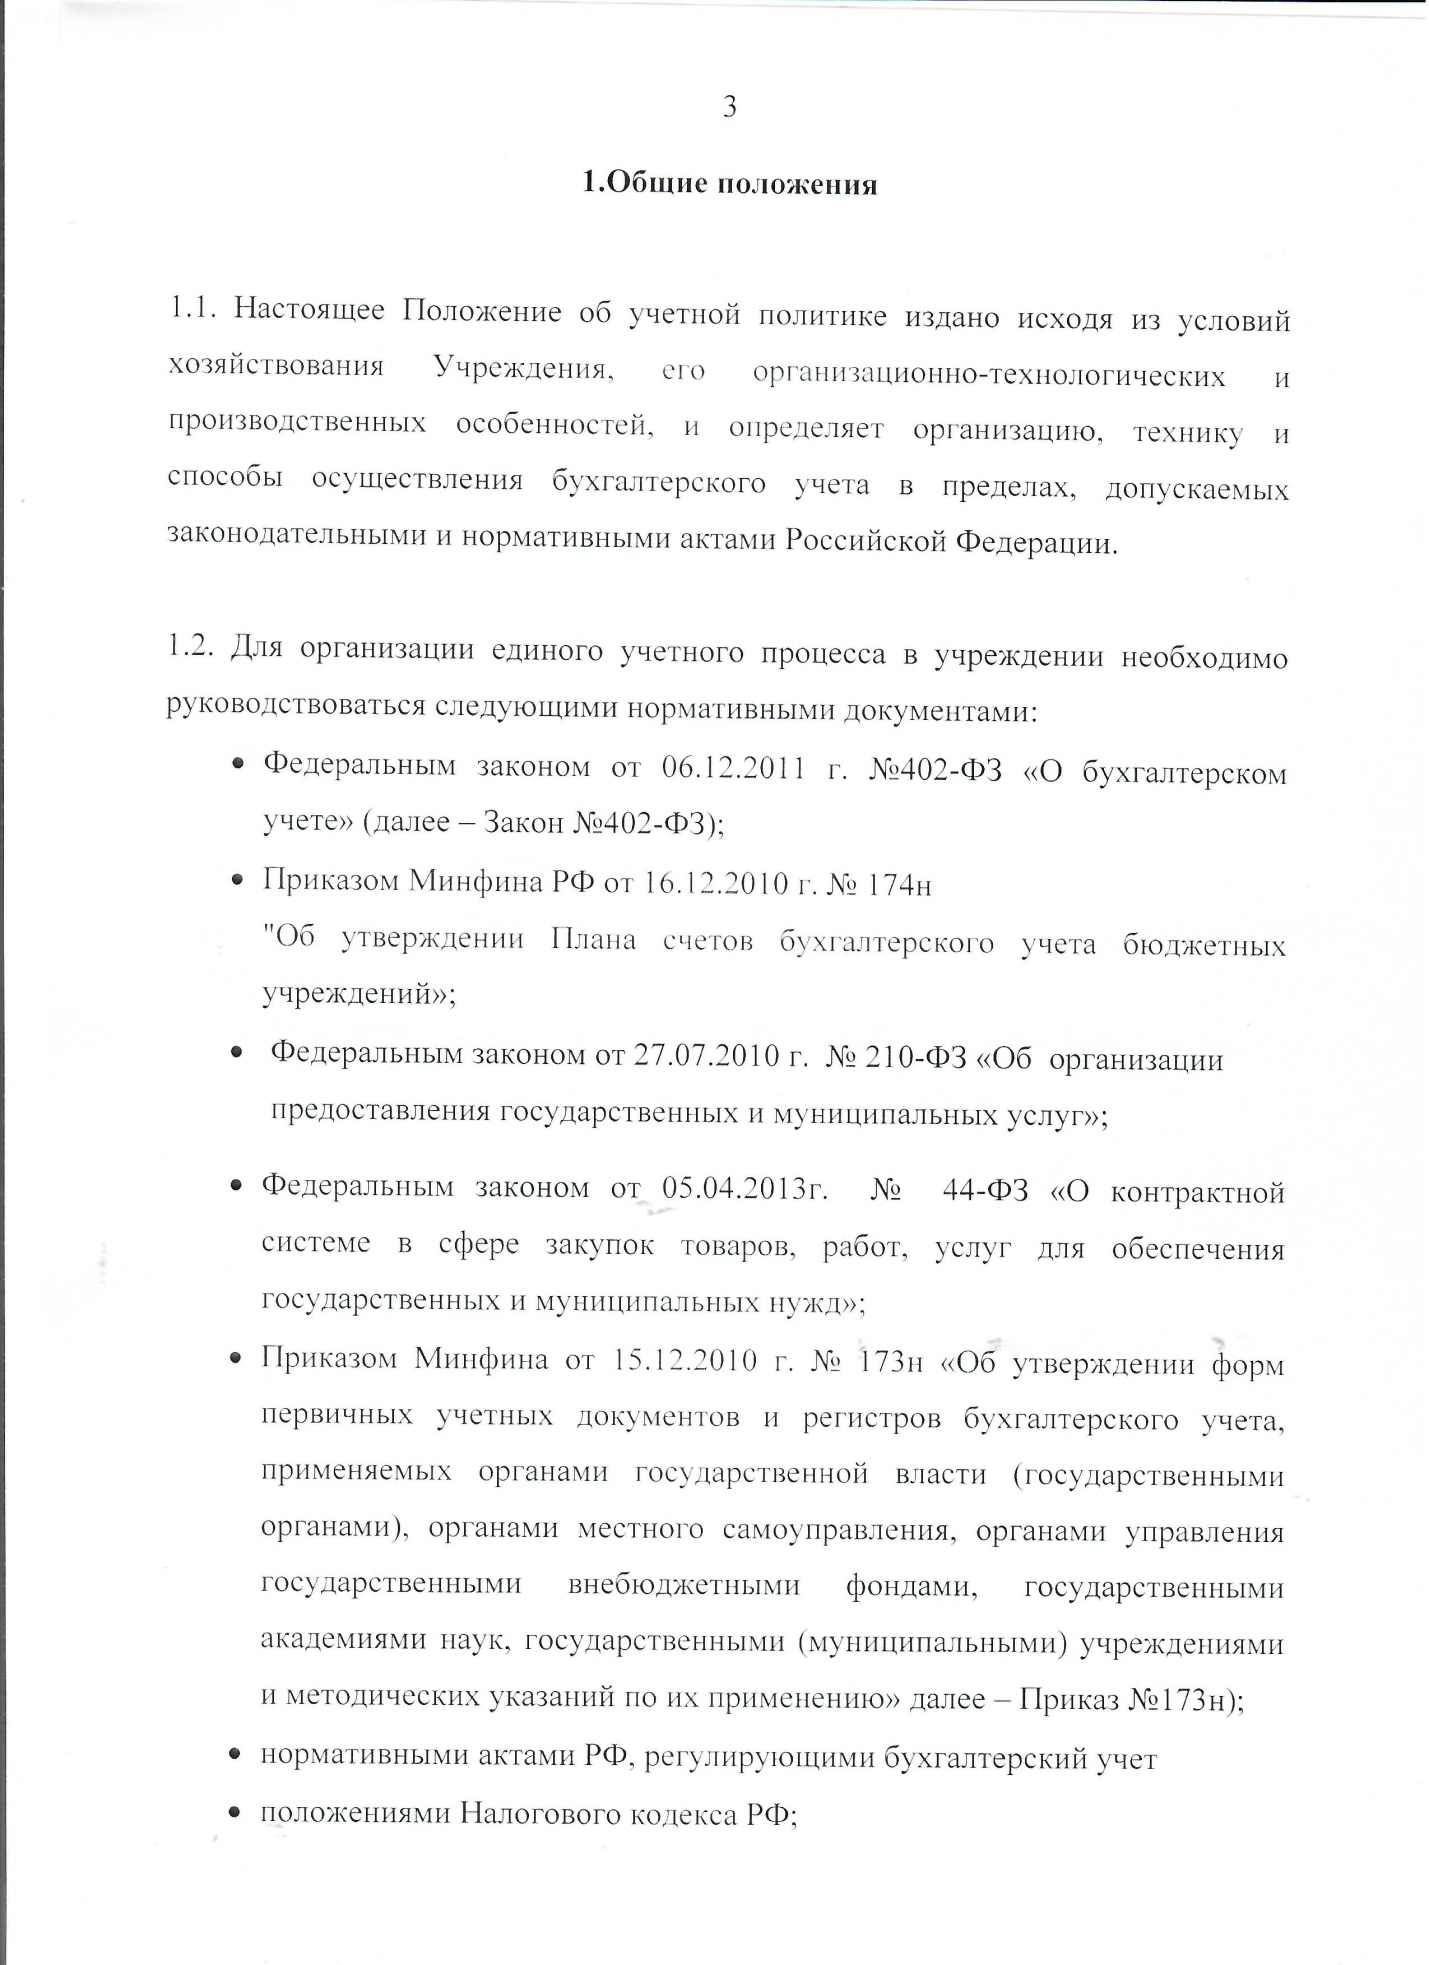 3
1.Общие положения
1.1. Настоящее Положение об учетной политике издано исходя из условий
хозяйствования Учреждения, его организационно-технологических и
производственных особенностей, и определяет организацию, технику и
способы осуществления бухгалтерского учета в пределах, допускаемых
законодательными и нормативными актами Российской Федерации.
1.2. Для организации единого учетного процесса в учреждении необходимо
руководствоваться следующими нормативными документами:
• Федеральным законом от 06.12.2011 г. №402-ФЗ «О бухгалтерском
учете» (далее – Закон №402-ФЗ);
• Приказом Минфина РФ от 16.12.2010 г. № 174н
"Об утверждении Плана счетов бухгалтерского учета бюджетных
учреждений»;
• Федеральным законом от 27.07.2010 г. № 210-ФЗ «Об организации
предоставления государственных и муниципальных услуг»;
• Федеральным законом от 05.04.2013г. № 44-ФЗ «О контрактной
системе в сфере закупок товаров, работ, услуг для обеспечения
государственных и муниципальных нужд»;
• Приказом Минфина от 15.12.2010 г. № 173н «Об утверждении форм
первичных учетных документов и регистров бухгалтерского учета,
применяемых органами государственной власти (государственными
органами), органами местного самоуправления, органами управления
государственными внебюджетными фондами, государственными
академиями наук, государственными (муниципальными) учреждениями
и методических указаний по их применению» далее – Приказ №173н);
• нормативными актами РФ, регулирующими бухгалтерский учет
• положениями Налогового кодекса РФ;